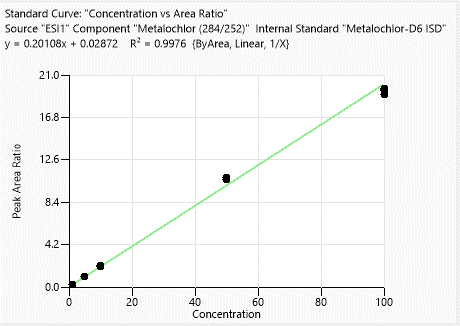 Standard Curve: "Concentration vs Area Ratio"
Source "ESI1" Component "Metalochlor (284/252)" Internal Standard "Metalochlor-D6 ISD"
y = 0.20108x + 0.02872 R² = 0.9976 {ByArea, Linear, 1/X}
21.0
16.8
12.6
8.4
4.2
0.0
Peak Area Ratio
0 20 40 60 80 100
Concentration